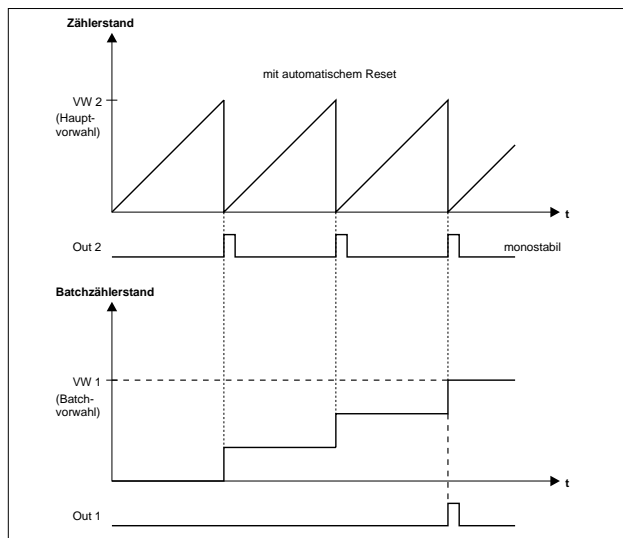 Zählerstand
mit automatischem Reset
VW 2
(Haupt-
vorwahl)
t
Out 2
monostabil
Batchzählerstand
VW 1
(Batch-
vorwahl)
t
Out 1